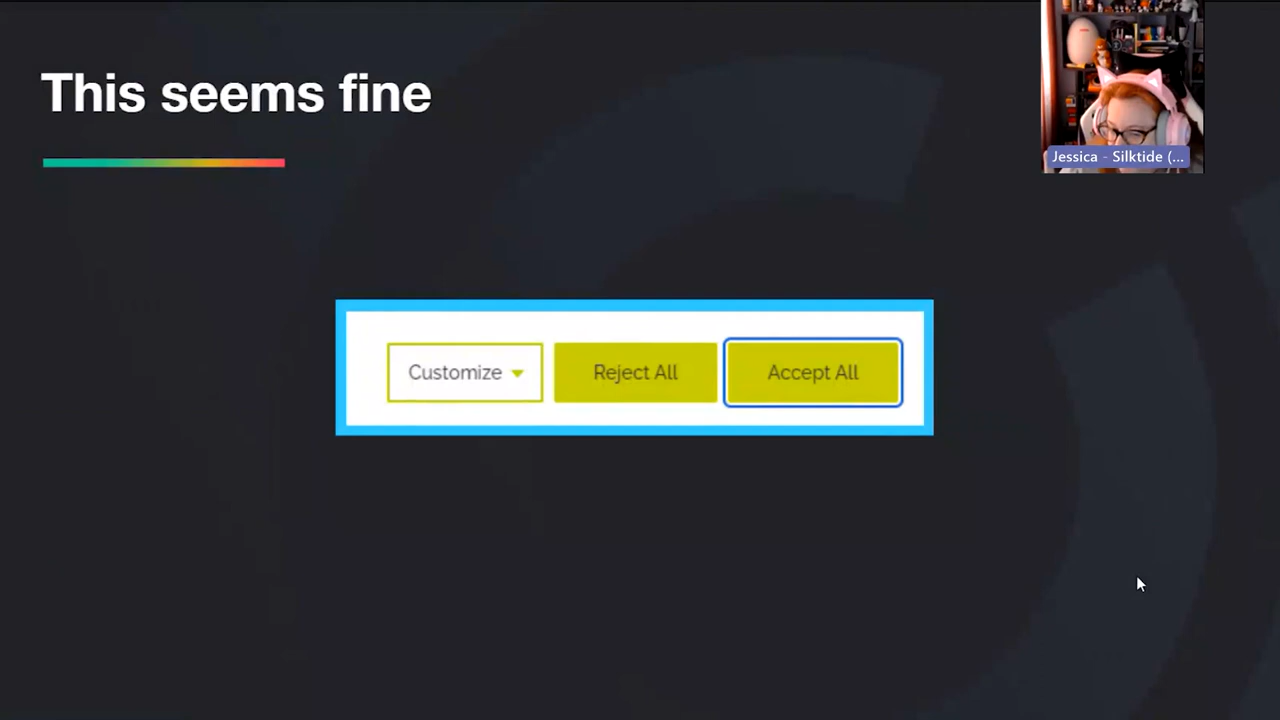 This seems fine
Jessica - Silktide (...
Customize
Reject All
Accept All